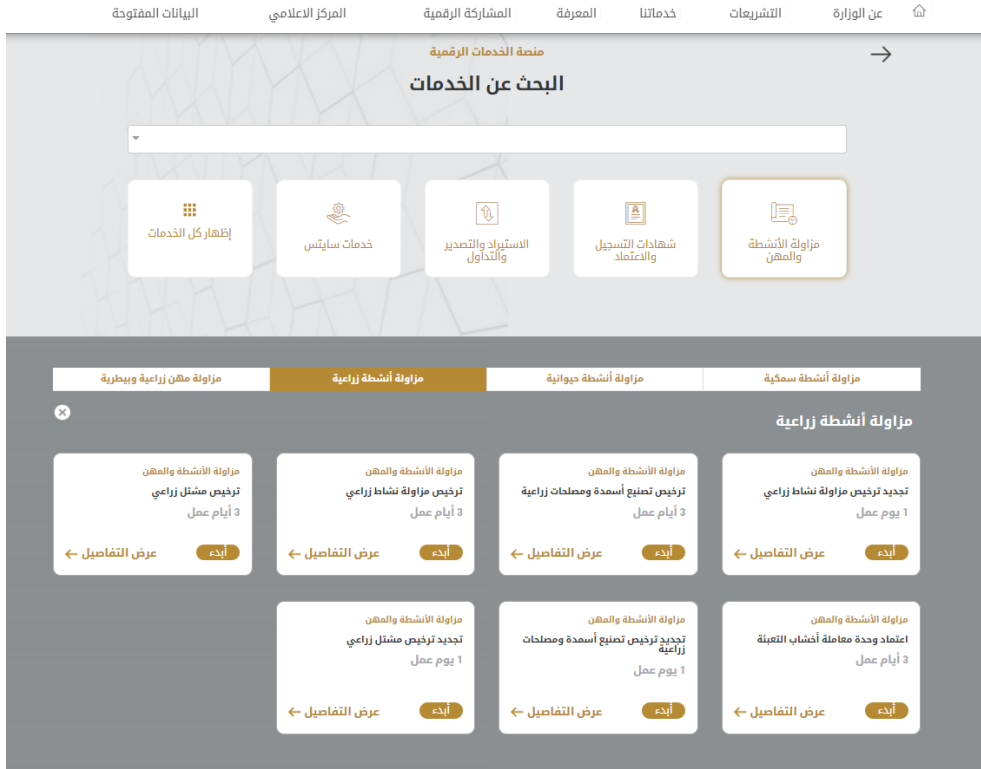 عن الوزارة
التشريعات
خدماتنا
المعرفة
المشاركة الرقمية
المركز الاعلامي
البيانات المفتوحة
منصة الخدمات الرقمية
البحث عن الخدمات
مزاولة الأنشطة
والمهن
شهادات التسجيل
والاعتماد
الاستيراد والتصدير
والتداول
خدمات سايتس
إظهار كل الخدمات
مزاولة أنشطة سمكية
مزاولة أنشطة حيوانية
مزاولة أنشطة زراعية
مزاولة مهن زراعية وبيطرية
مزاولة أنشطة زراعية
مزاولة الأنشطة والمهن
تجديد ترخيص مزاولة نشاط زراعي
1 يوم عمل
أبدء
عرض التفاصيل
مزاولة الأنشطة والمهن
ترخيص تصنيع أسمدة ومصلحات زراعية
3 أيام عمل
أبدء
عرض التفاصيل
مزاولة الأنشطة والمهن
ترخيص مزاولة نشاط زراعي
3 أيام عمل
أبدء
عرض التفاصيل
مزاولة الأنشطة والمهن
ترخيص مشتل زراعي
3 أيام عمل
أبدء
عرض التفاصيل
مزاولة الأنشطة والمهن
اعتماد وحدة معاملة أخشاب التعبئة
3 أيام عمل
أبدء
عرض التفاصيل
مزاولة الأنشطة والمهن
تجديد ترخيص تصنيع أسمدة ومصلحات
زراعية
1 يوم عمل
أبدء
عرض التفاصيل
مزاولة الأنشطة والمهن
تجديد ترخيص مشتل زراعي
1 يوم عمل
أبدء
عرض التفاصيل